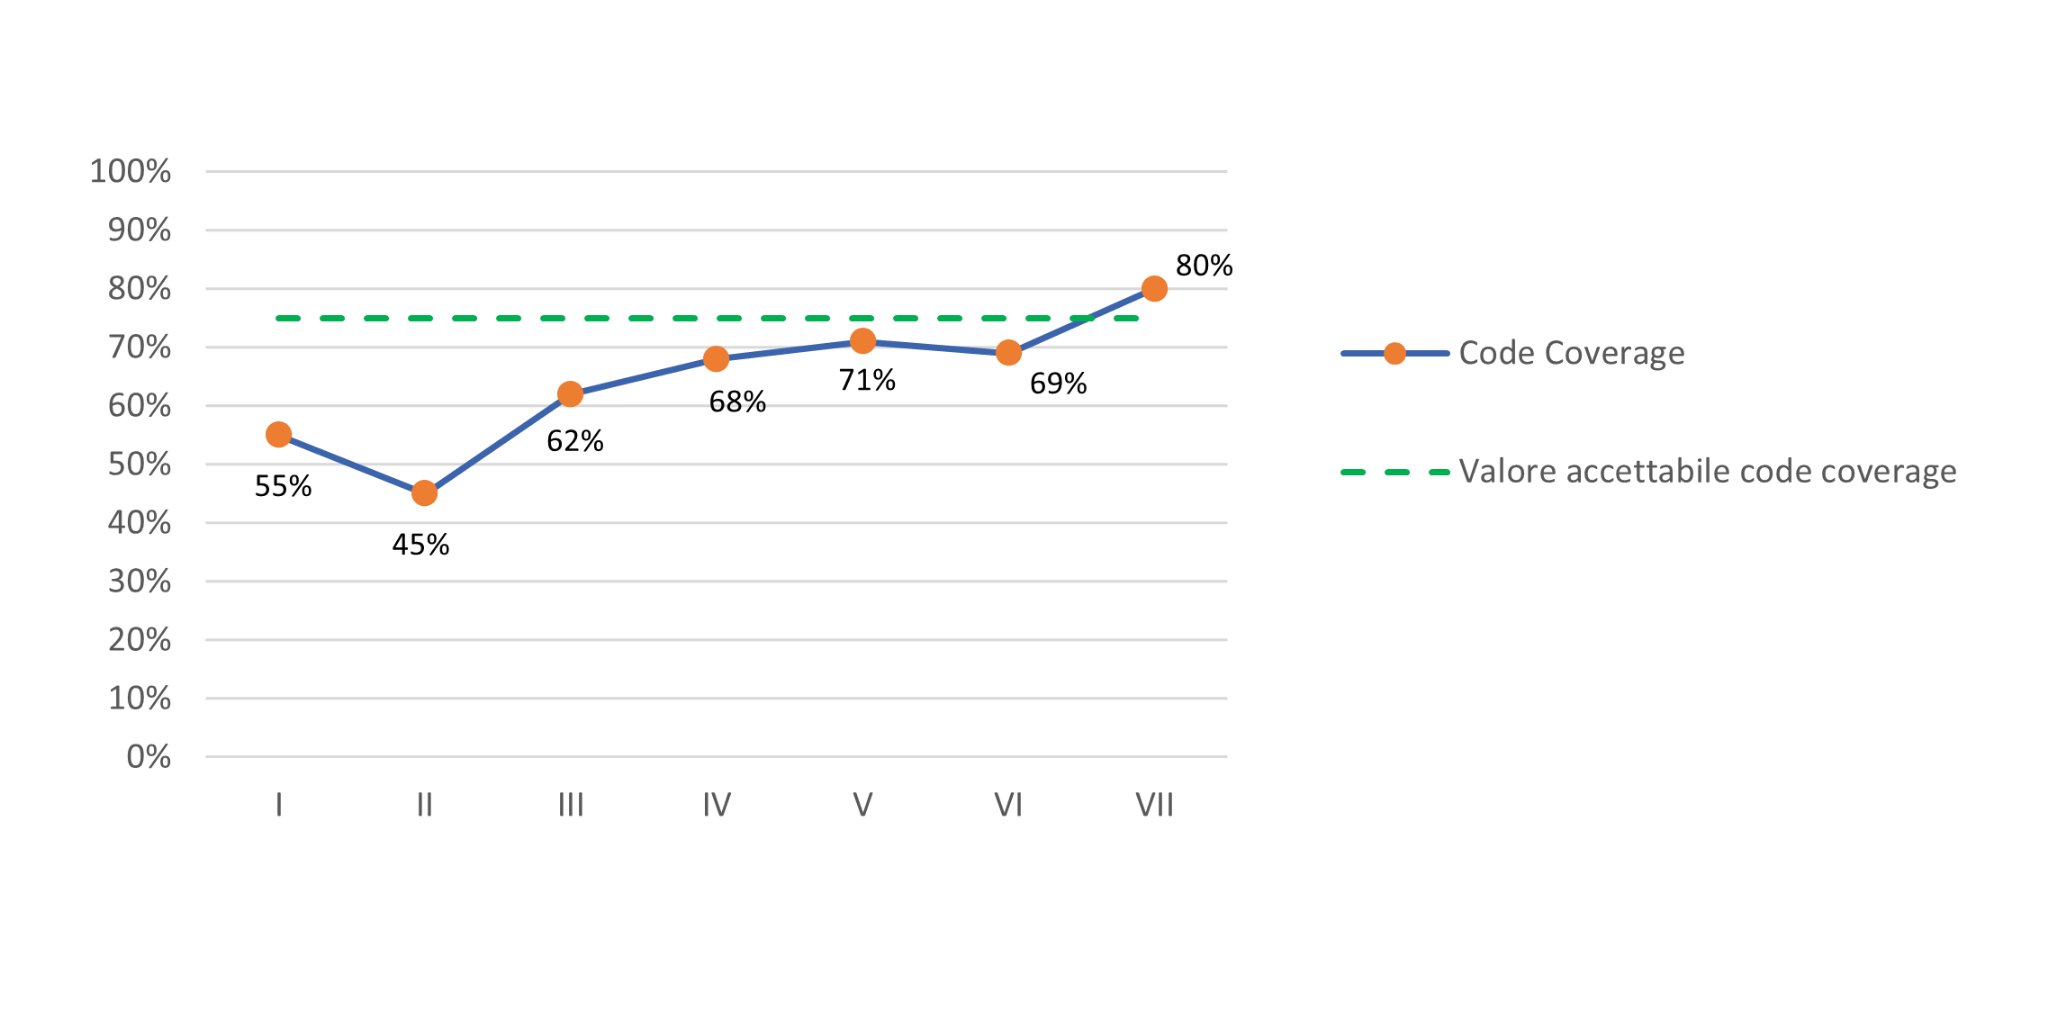 100%
90%
80%
70%
60%
50%
40%
30%
20%
10%
0%
55%
45%
62%
68%
71%
69%
80%
I
II
III
IV
V
VI
VII
Code Coverage
Valore accettabile code coverage